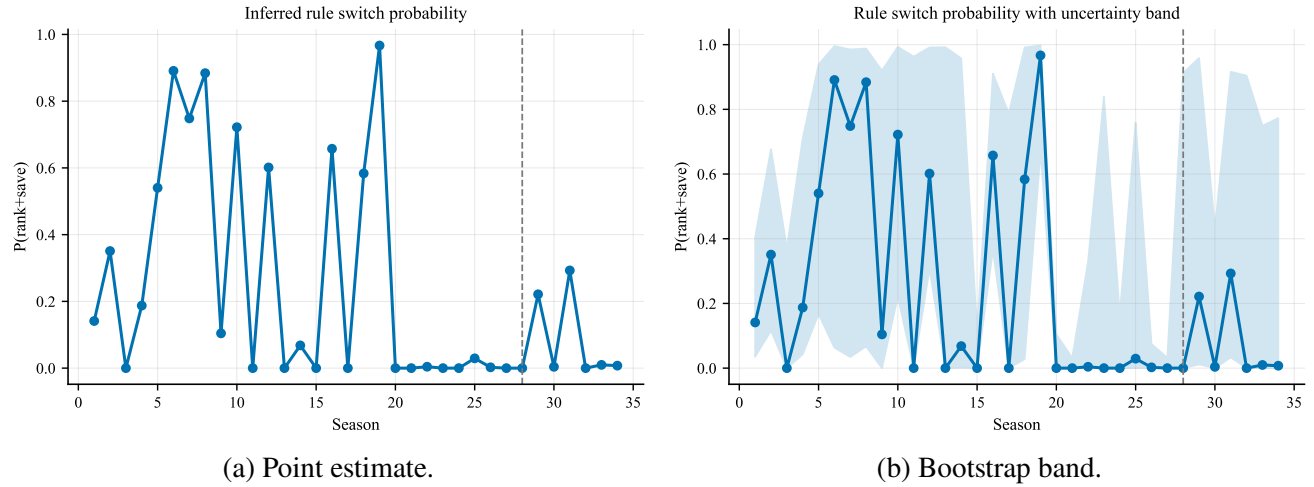 Inferred rule switch probability
P(rank+save)
1.0
0.8
0.6
0.4
0.2
0.0
0 5 10 15 20 25 30 35
Season
(a) Point estimate.
Rule switch probability with uncertainty band
P(rank+save)
1.0
0.8
0.6
0.4
0.2
0.0
0 5 10 15 20 25 30 35
Season
(b) Bootstrap band.